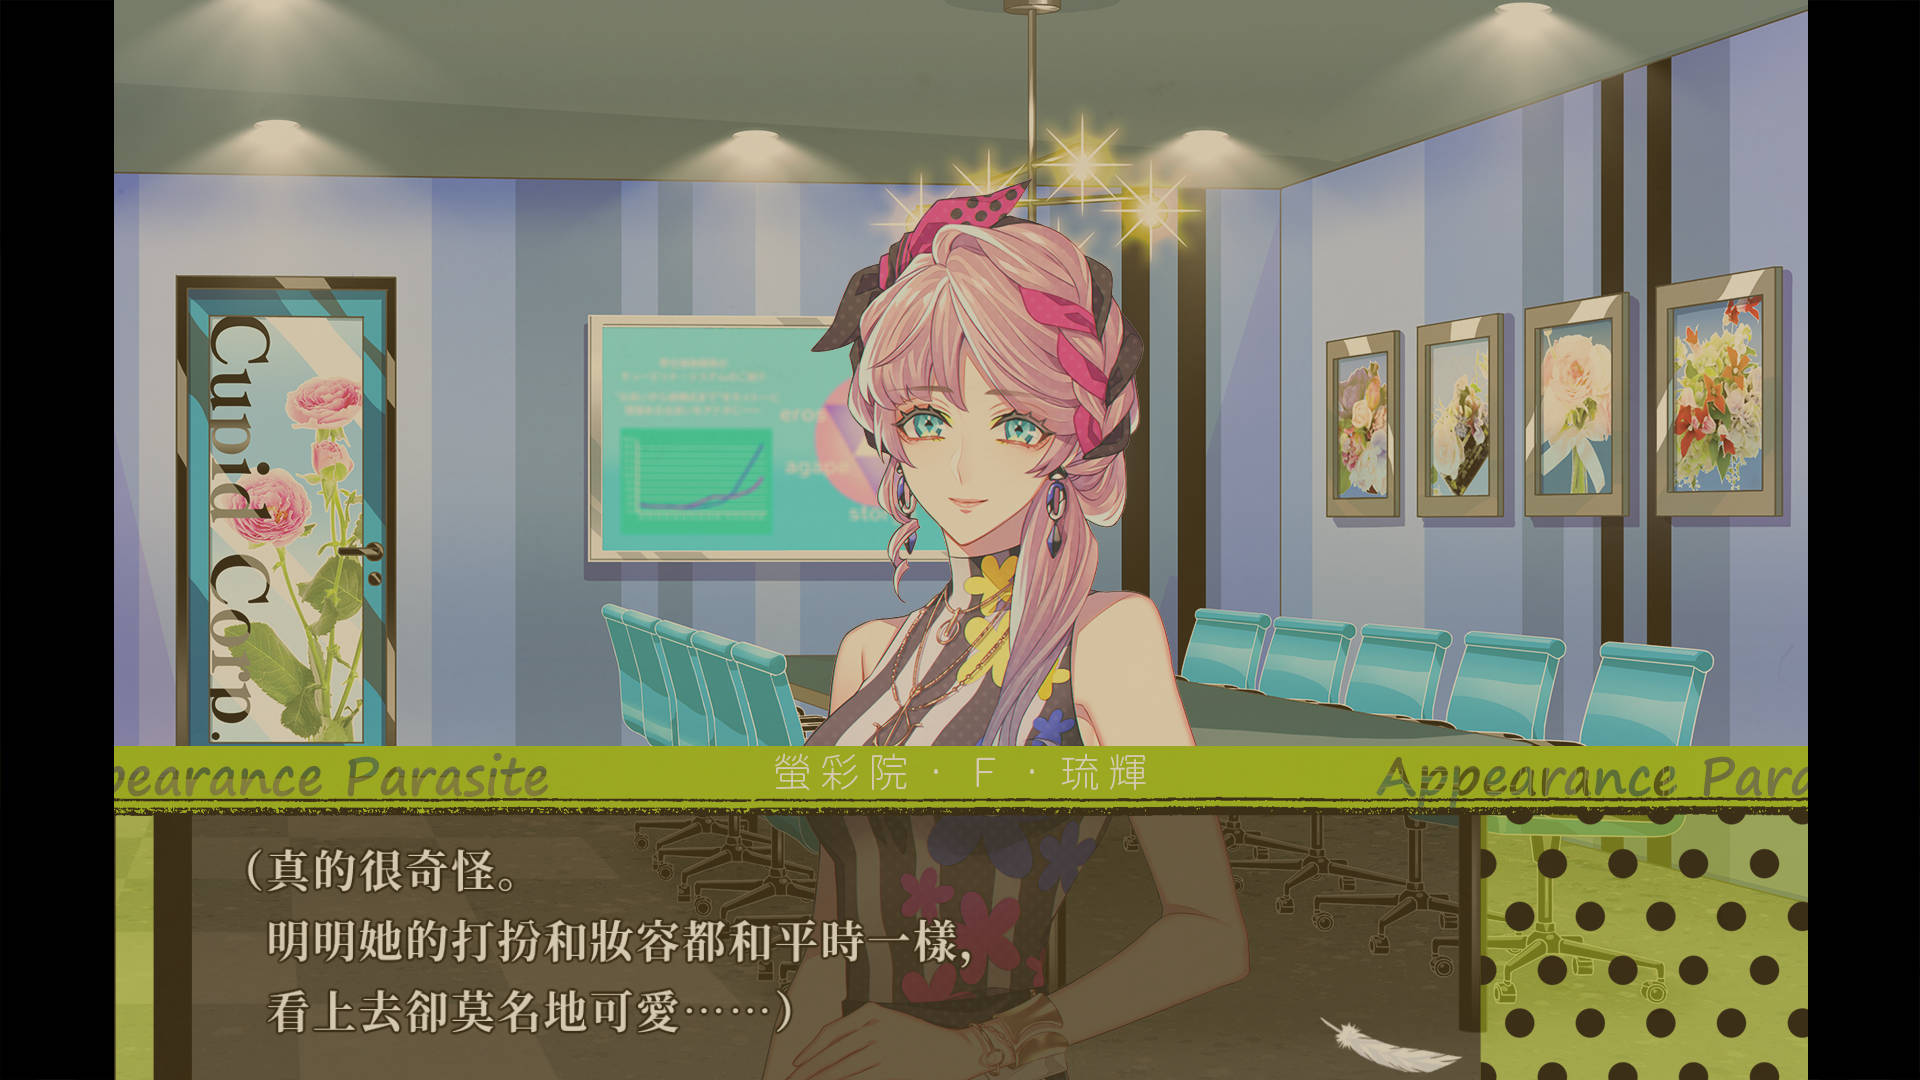 Cupid Corp.
eros
agape
pearance Parasite
螢彩院・F・琉輝
Appearance Para
（真的很奇怪。
明明她的打扮和妝容都和平時一樣，
看上去卻莫名地可愛……）